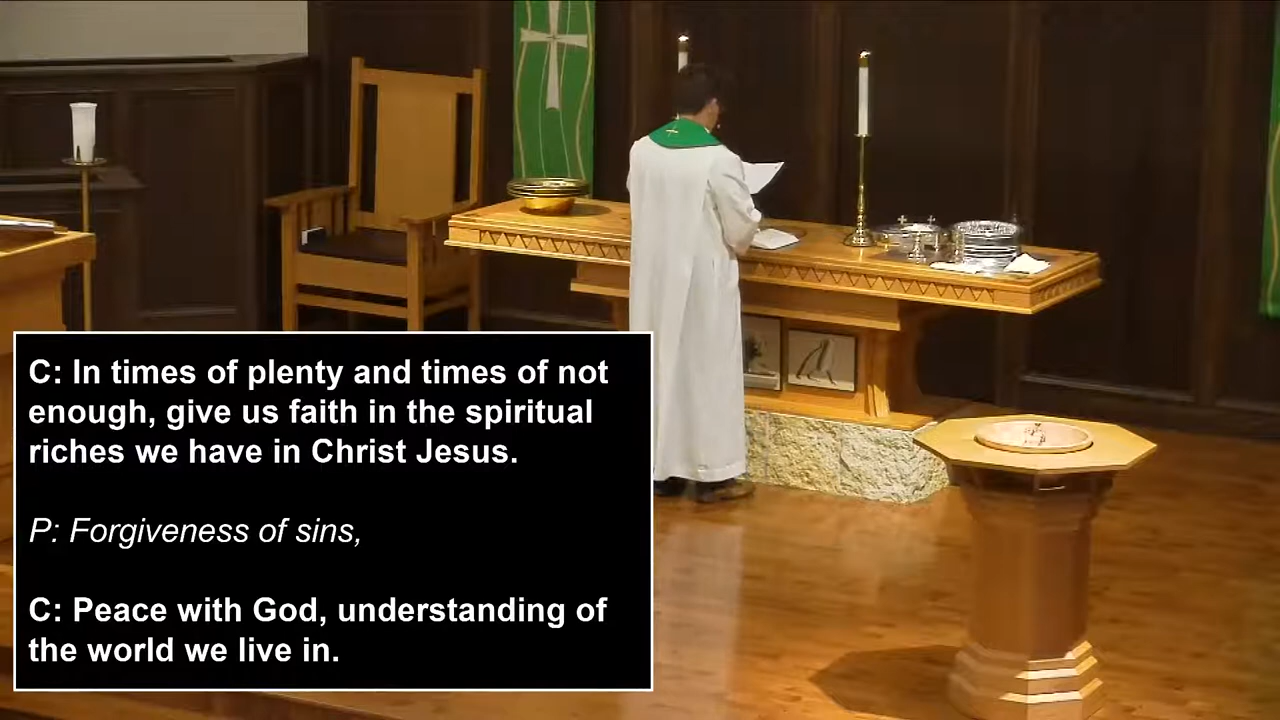 C: In times of plenty and times of not
enough, give us faith in the spiritual
riches we have in Christ Jesus.
P: Forgiveness of sins,
C: Peace with God, understanding of
the world we live in.